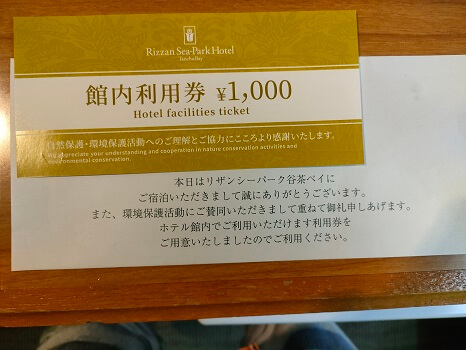 Rizzan Sea-Park Hotel
Tancha Bay
館内利用券 ¥1,000
Hotel facilities ticket
自然保護・環境保護活動へのご理解とご協力にこころより感謝いたします。
We appreciate your understanding and cooperation in nature conservation activities and
environmental conservation.
本日はリザンシーパーク谷茶ベイに
ご宿泊いただきまして誠にありがとうございます。
また、環境保護活動にご賛同いただきまして重ねて御礼申しあげます。
ホテル館内でご利用いただけます利用券を
ご用意いたしましたのでご利用ください。